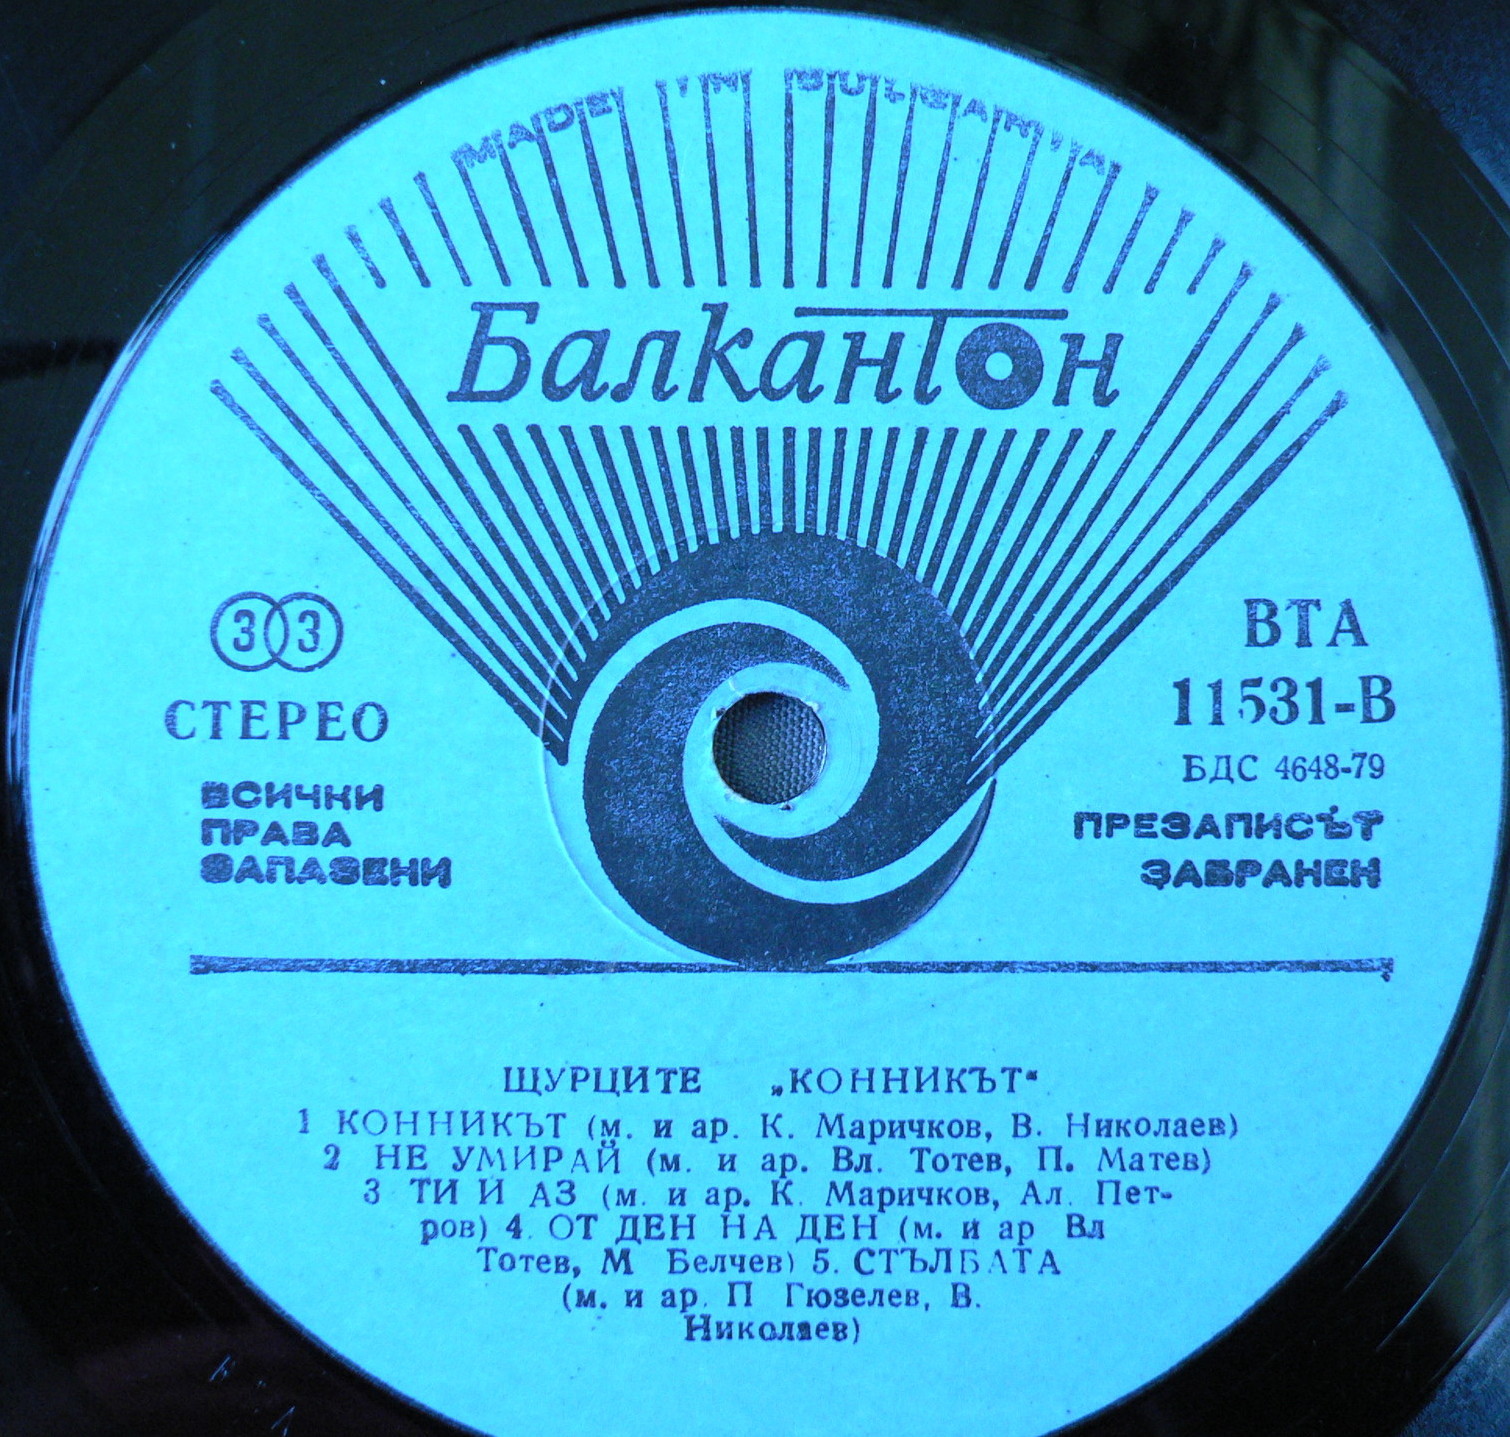 MADE IN BULGARIA
Балкантон
33
СТЕРЕО
ВСИЧКИ
ПРАВА
ЗАПАЗЕНИ
ВТА
11531-В
БДС 4648-79
ПРЕЗАПИСЪТ
ЗАБРАНЕН
ЩУРЦИТЕ „КОННИКЪТ“
1 КОННИКЪТ (м. и ар. К. Маричков, В. Николаев)
2 НЕ УМИРАЙ (м. и ар. Вл. Тотев, П. Матев)
3 ТИ И АЗ (м. и ар. К. Маричков, Ал. Пет-
ров) 4. ОТ ДЕН НА ДЕН (м. и ар Вл
Тотев, М Белчев) 5. СТЪЛБАТА
(м. и ар. П Гюзелев, В.
Николаев)